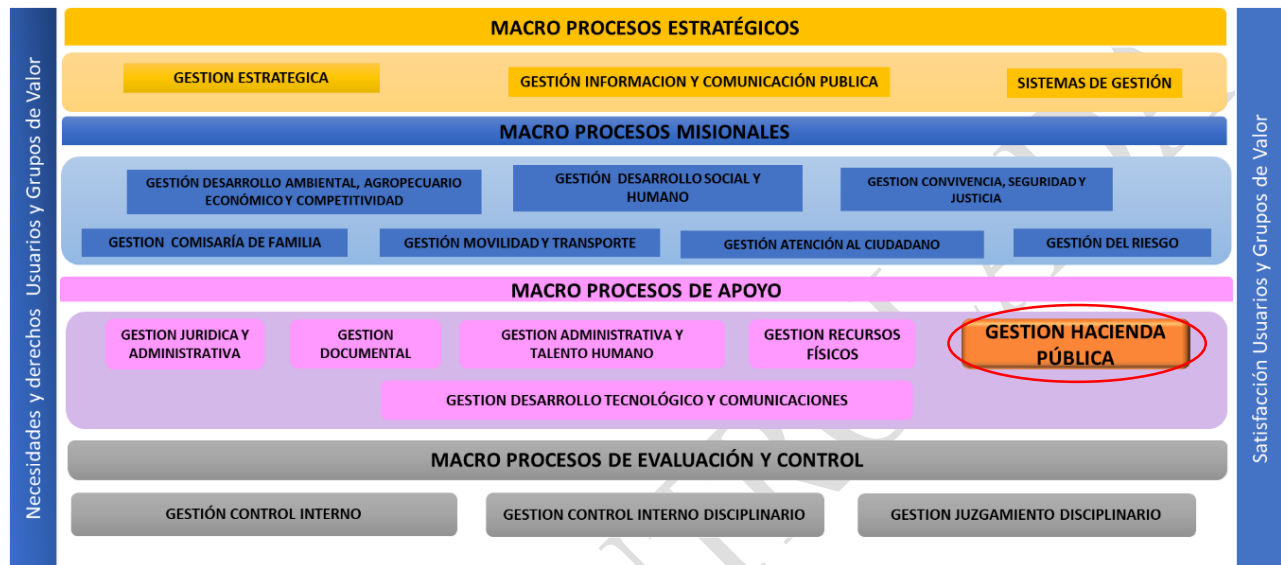 Necesidades y derechos Usuarios y Grupos de Valor
MACRO PROCESOS ESTRATÉGICOS
GESTION ESTRATEGICA
GESTIÓN INFORMACION Y COMUNICACIÓN PUBLICA
SISTEMAS DE GESTIÓN
MACRO PROCESOS MISIONALES
GESTIÓN DESARROLLO AMBIENTAL, AGROPECUARIO
ECONÓMICO Y COMPETITIVIDAD
GESTIÓN DESARROLLO SOCIAL Y
HUMANO
GESTION CONVIVENCIA, SEGURIDAD Y
JUSTICIA
GESTION COMISARÍA DE FAMILIA
GESTIÓN MOVILIDAD Y TRANSPORTE
GESTIÓN ATENCIÓN AL CIUDADANO
GESTIÓN DEL RIESGO
MACRO PROCESOS DE APOYO
GESTION JURIDICA Y
ADMINISTRATIVA
GESTION
DOCUMENTAL
GESTION ADMINISTRATIVA Y
TALENTO HUMANO
GESTION RECURSOS
FÍSICOS
GESTION HACIENDA
PÚBLICA
GESTION DESARROLLO TECNOLÓGICO Y COMUNICACIONES
MACRO PROCESOS DE EVALUACIÓN Y CONTROL
GESTIÓN CONTROL INTERNO
GESTION CONTROL INTERNO DISCIPLINARIO
GESTION JUZGAMIENTO DISCIPLINARIO
Satisfacción Usuarios y Grupos de Valor